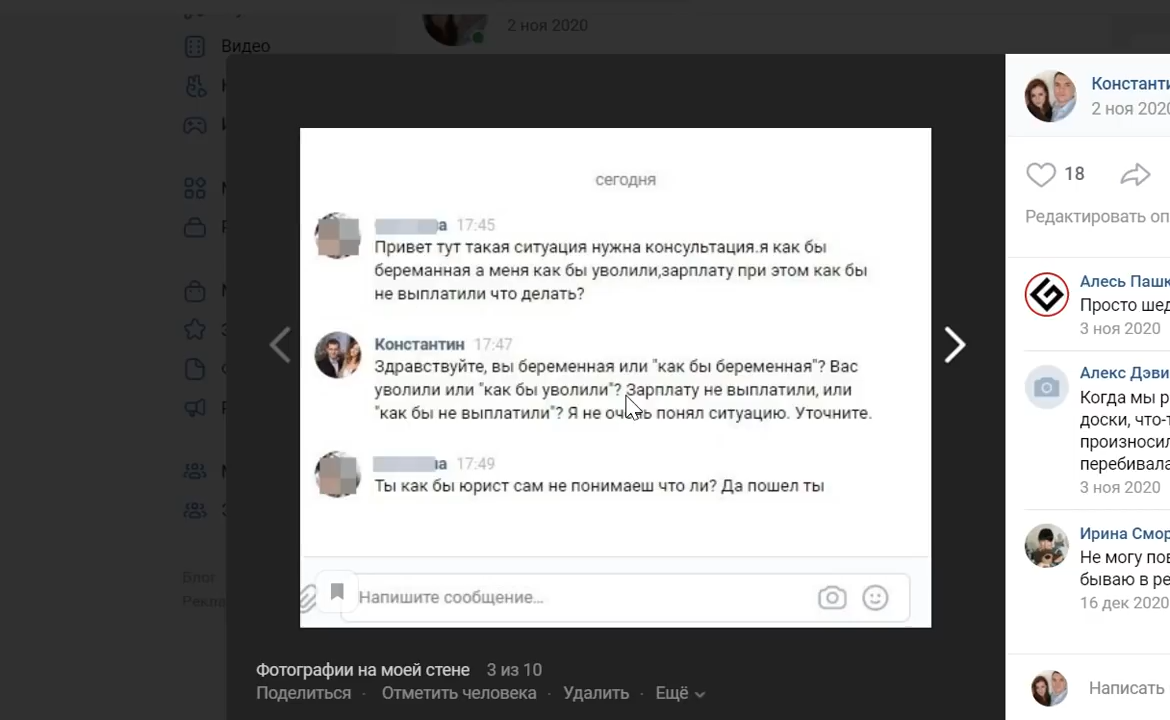 2 ноя 2020
Видео
сегодня
а 17:45
Привет тут такая ситуация нужна консультация.я как бы
беременная а меня как бы уволили,зарплату при этом как бы
не выплатили что делать?
Константин 17:47
Здравствуйте, вы беременная или "как бы беременная"? Вас
уволили или "как бы уволили"? Зарплату не выплатили, или
"как бы не выплатили"? Я не очень понял ситуацию. Уточните.
на 17:49
Ты как бы юрист сам не понимаеш что ли? Да пошел ты
Напишите сообщение...
Фотографии на моей стене 3 из 10
Поделиться · Отметить человека · Удалить · Ещё
Блог
Рекла
Константи
2 ноя 2020
18
Редактировать оп
Алесь Пашк
Просто шед
3 ноя 2020
Алекс Дэви
Когда мы р
доски, что-т
произносил
перебивала
3 ноя 2020
Ирина Смор
Не могу пов
бываю в ре
16 дек 2020
Написать